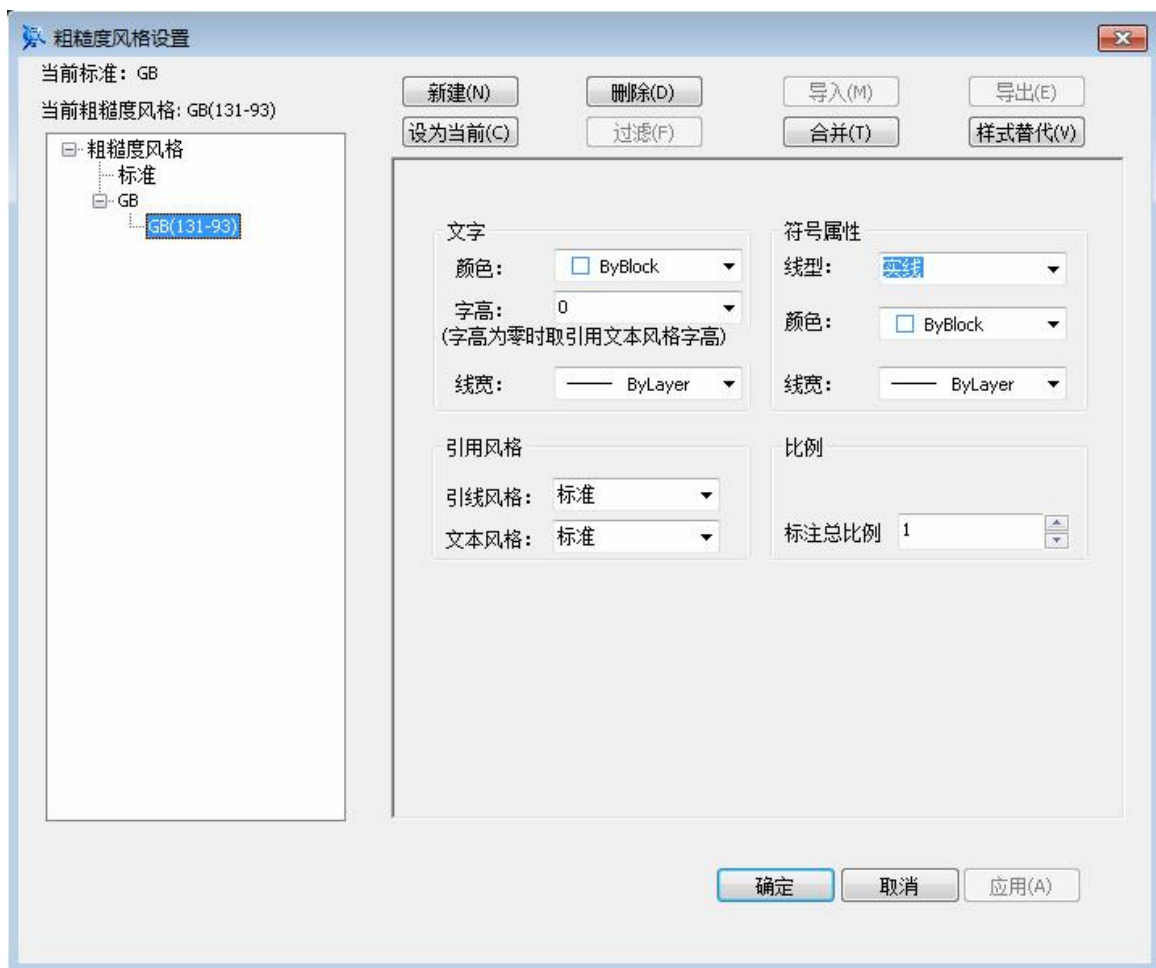 粗糙度风格设置
当前标准: GB
当前粗糙度风格: GB(131-93)
新建(N) 删除(D) 导入(M) 导出(E)
设为当前(C) 过滤(F) 合并(T) 样式替代(V)
粗糙度风格
标准
GB
GB(131-93)
文字
颜色: ByBlock
字高: 0
(字高为零时取引用文本风格字高)
线宽: ByLayer
符号属性
线型: 实线
颜色: ByBlock
线宽: ByLayer
引用风格
引线风格: 标准
文本风格: 标准
比例
标注总比例 1
确定 取消 应用(A)